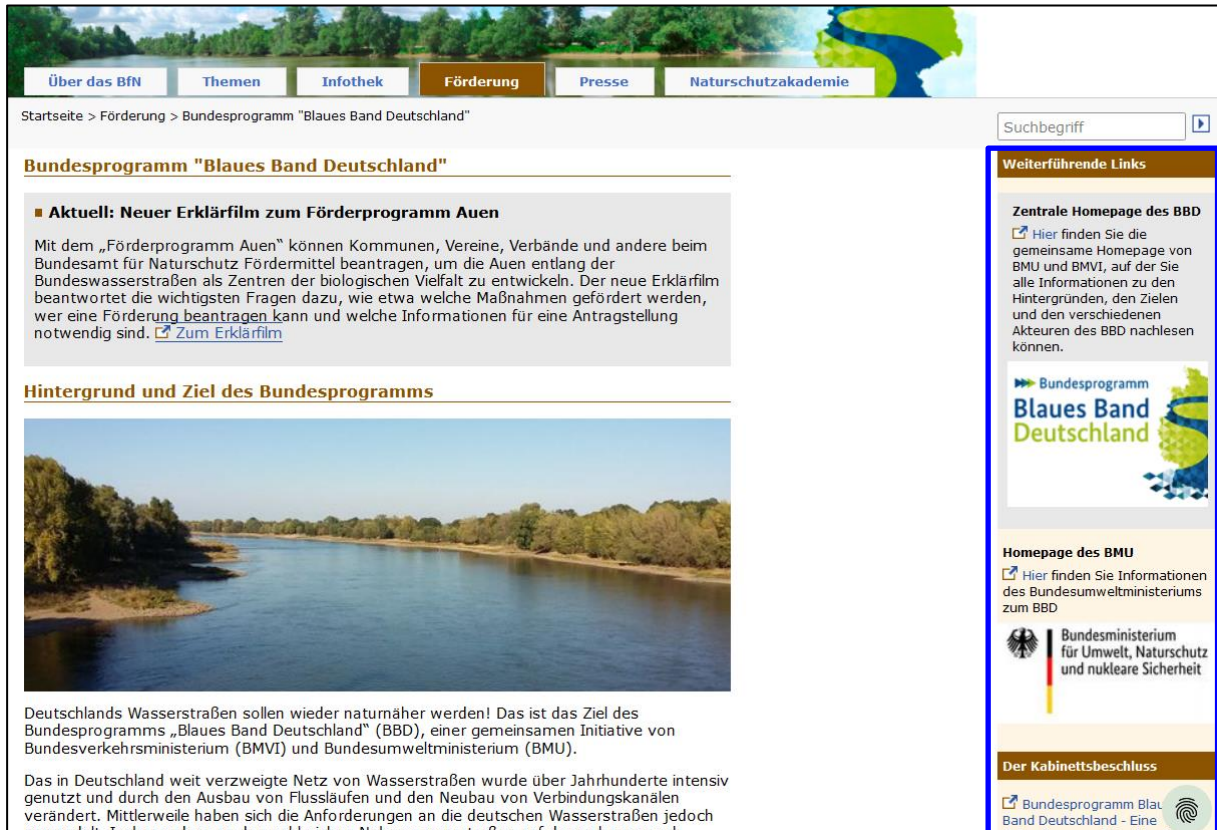 Über das BfN
Themen
Infothek
Förderung
Presse
Naturschutzakademie
Startseite > Förderung > Bundesprogramm "Blaues Band Deutschland"
Suchbegriff
Bundesprogramm "Blaues Band Deutschland"
Aktuell: Neuer Erklärfilm zum Förderprogramm Auen
Mit dem „Förderprogramm Auen“ können Kommunen, Vereine, Verbände und andere beim
Bundesamt für Naturschutz Fördermittel beantragen, um die Auen entlang der
Bundeswasserstraßen als Zentren der biologischen Vielfalt zu entwickeln. Der neue Erklärfilm
beantwortet die wichtigsten Fragen dazu, wie etwa welche Maßnahmen gefördert werden,
wer eine Förderung beantragen kann und welche Informationen für eine Antragstellung
notwendig sind. Zum Erklärfilm
Hintergrund und Ziel des Bundesprogramms
Deutschlands Wasserstraßen sollen wieder naturnäher werden! Das ist das Ziel des
Bundesprogramms „Blaues Band Deutschland“ (BBD), einer gemeinsamen Initiative von
Bundesverkehrsministerium (BMVI) und Bundesumweltministerium (BMU).
Das in Deutschland weit verzweigte Netz von Wasserstraßen wurde über Jahrhunderte intensiv
genutzt und durch den Ausbau von Flussläufen und den Neubau von Verbindungskanälen
verändert. Mittlerweile haben sich die Anforderungen an die deutschen Wasserstraßen jedoch
Weiterführende Links
Zentrale Homepage des BBD
Hier finden Sie die
gemeinsame Homepage von
BMU und BMVI, auf der Sie
alle Informationen zu den
Hintergründen, den Zielen
und den verschiedenen
Akteuren des BBD nachlesen
können.
Bundesprogramm
Blaues Band
Deutschland
Homepage des BMU
Hier finden Sie Informationen
des Bundesumweltministeriums
zum BBD
Bundesministerium
für Umwelt, Naturschutz
und nukleare Sicherheit
Der Kabinettsbeschluss
Bundesprogramm Blau
Band Deutschland - Eine